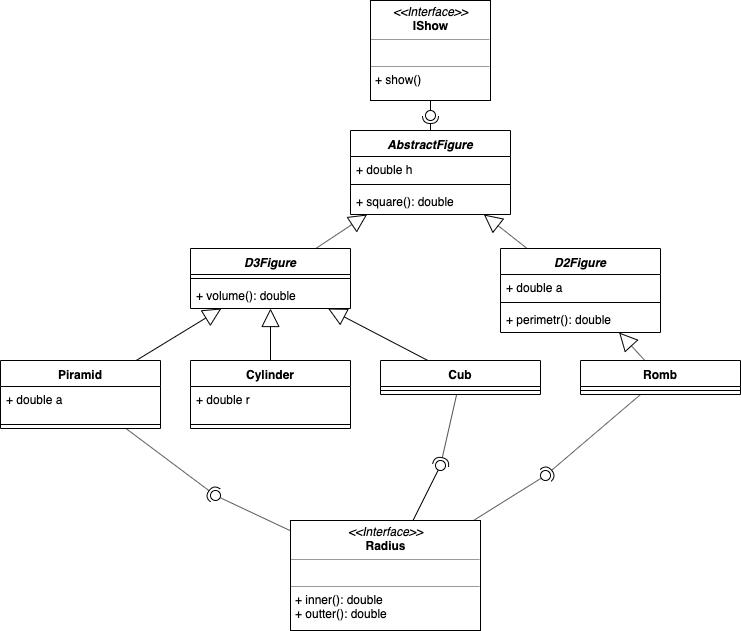 <<Interface>>
IShow
+ show()
AbstractFigure
+ double h
+ square(): double
D3Figure
+ volume(): double
D2Figure
+ double a
+ perimetr(): double
Piramid
+ double a
Cylinder
+ double r
Cub
Romb
<<Interface>>
Radius
+ inner(): double
+ outter(): double